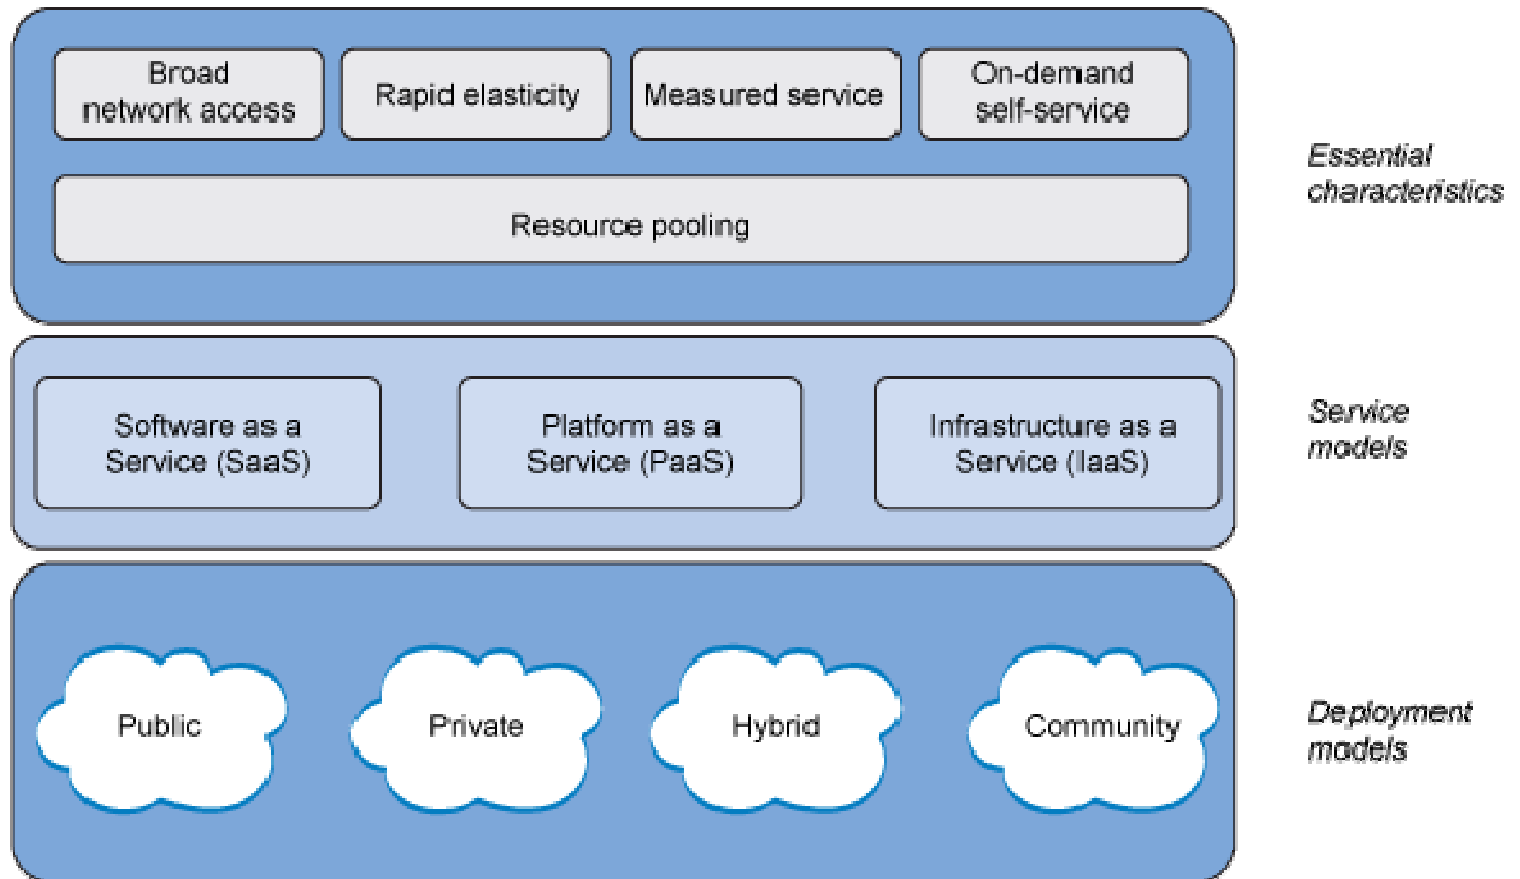 Broad
network access
Rapid elasticity
Measured service
On-demand
self-service
Resource pooling
Essential
characteristics
Software as a
Service (SaaS)
Platform as a
Service (PaaS)
Infrastructure as a
Service (IaaS)
Service
models
Public
Private
Hybrid
Community
Deployment
models